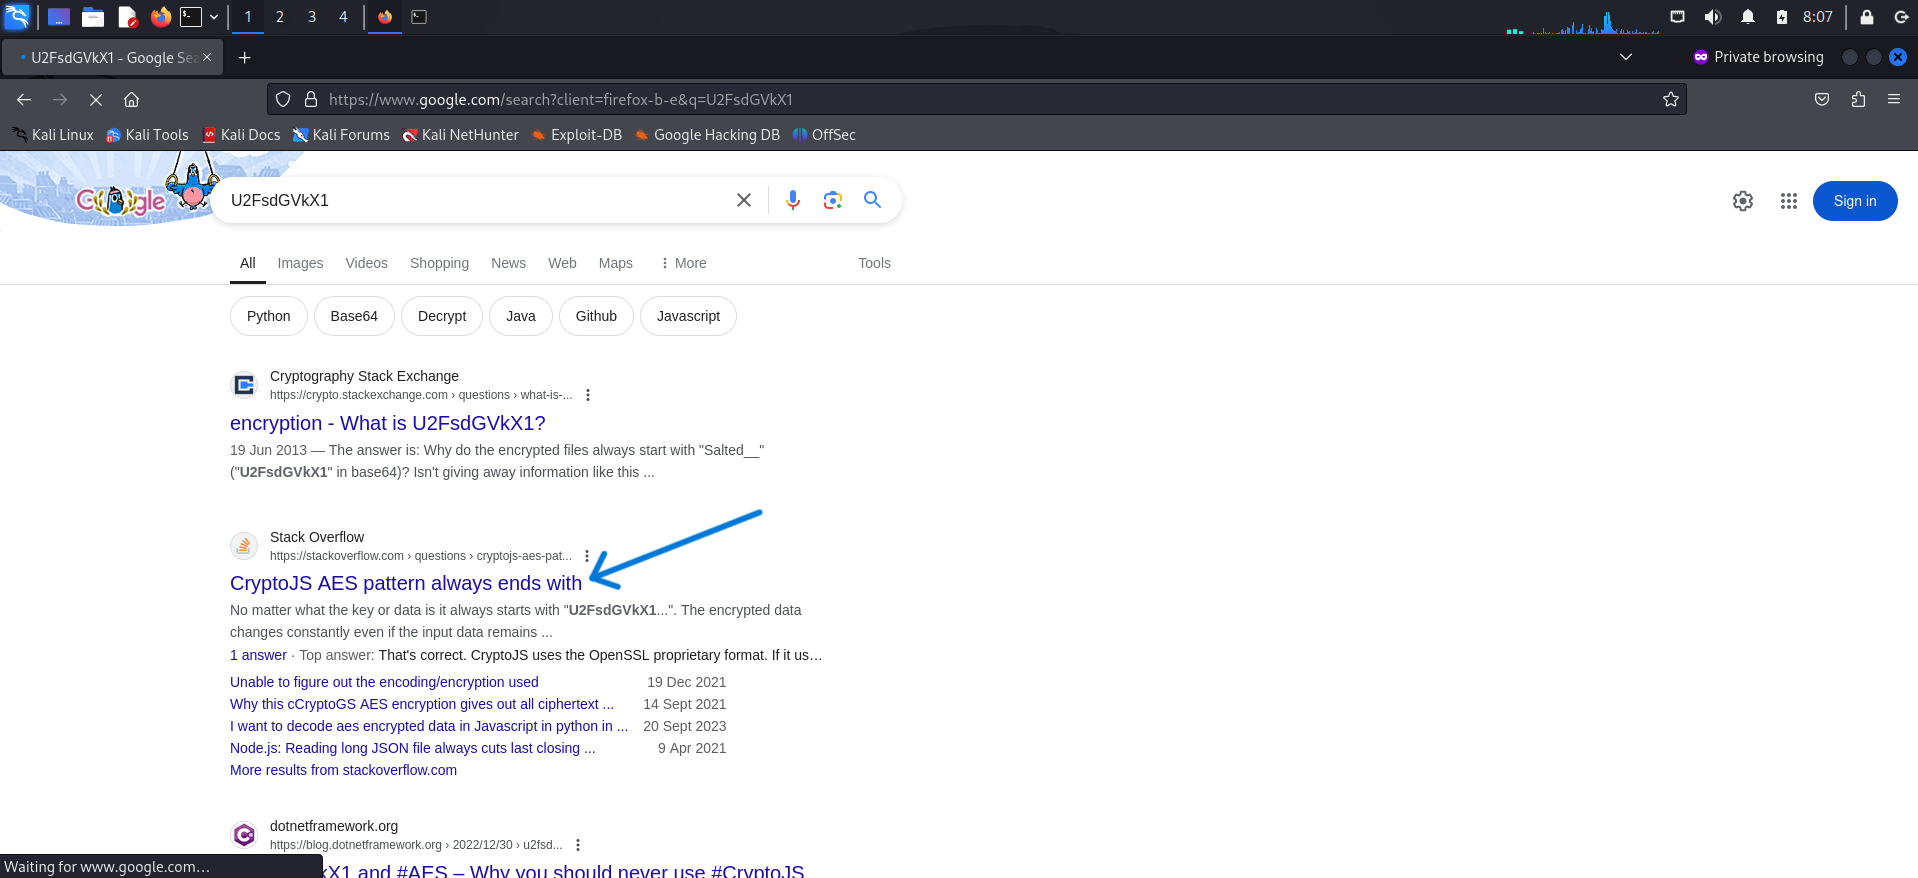 1 2 3 4 8:07
U2FsdGVkX1 - Google Sea Private browsing
https://www.google.com/search?client=firefox-b-e&q=U2FsdGVkX1
Kali Linux Kali Tools Kali Docs Kali Forums Kali NetHunter Exploit-DB Google Hacking DB OffSec
Google
U2FsdGVkX1 Sign in
All Images Videos Shopping News Web Maps More Tools
Python Base64 Decrypt Java Github Javascript
Cryptography Stack Exchange
https://crypto.stackexchange.com › questions › what-is-...
encryption - What is U2FsdGVkX1?
19 Jun 2013 — The answer is: Why do the encrypted files always start with "Salted__"
("U2FsdGVkX1" in base64)? Isn't giving away information like this ...
Stack Overflow
https://stackoverflow.com › questions › cryptojs-aes-pat...
CryptoJS AES pattern always ends with
No matter what the key or data is it always starts with "U2FsdGVkX1...". The encrypted data
changes constantly even if the input data remains ...
1 answer · Top answer: That's correct. CryptoJS uses the OpenSSL proprietary format. If it us…
Unable to figure out the encoding/encryption used 19 Dec 2021
Why this cCryptoGS AES encryption gives out all ciphertext ... 14 Sept 2021
I want to decode aes encrypted data in Javascript in python in ... 20 Sept 2023
Node.js: Reading long JSON file always cuts last closing ... 9 Apr 2021
More results from stackoverflow.com
dotnetframework.org
https://blog.dotnetframework.org › 2022/12/30 › u2fsd...
kX1 and #AES – Why you should never use #CryptoJS
Waiting for www.google.com…